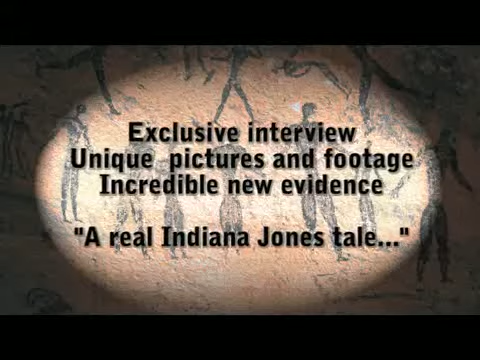 Exclusive interview
Unique pictures and footage
Incredible new evidence
"A real Indiana Jones tale..."